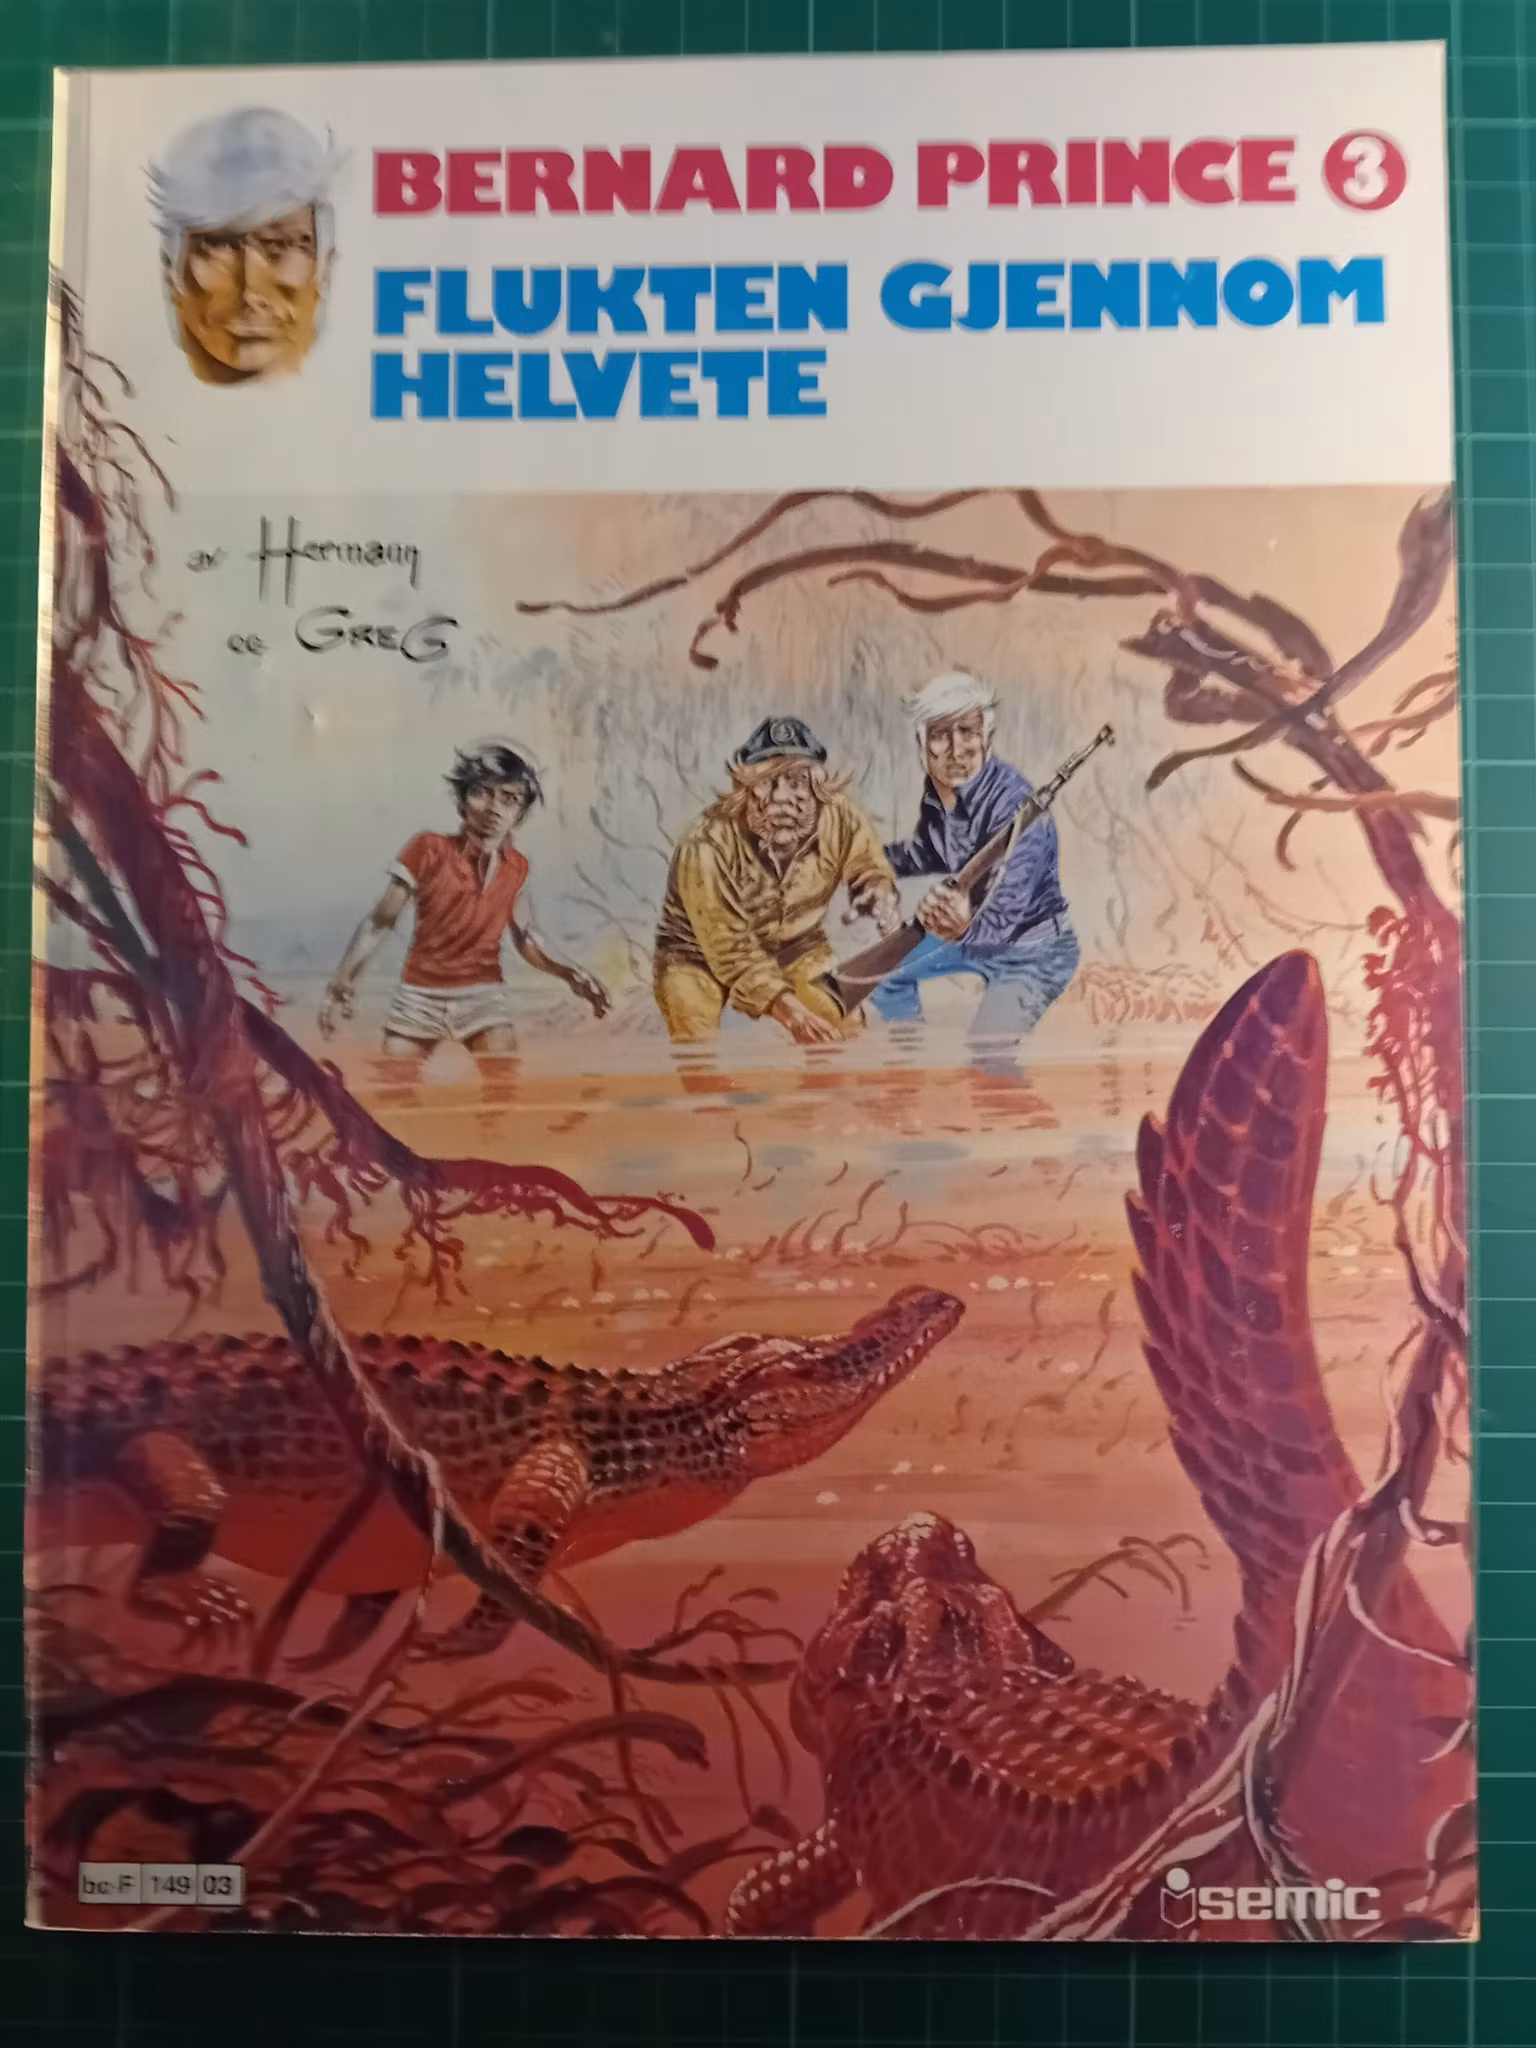 BERNARD PRINCE 3
FLUKTEN GJENNOM
HELVETE
av Hermann
og GREG
bc-F 149 03
semic